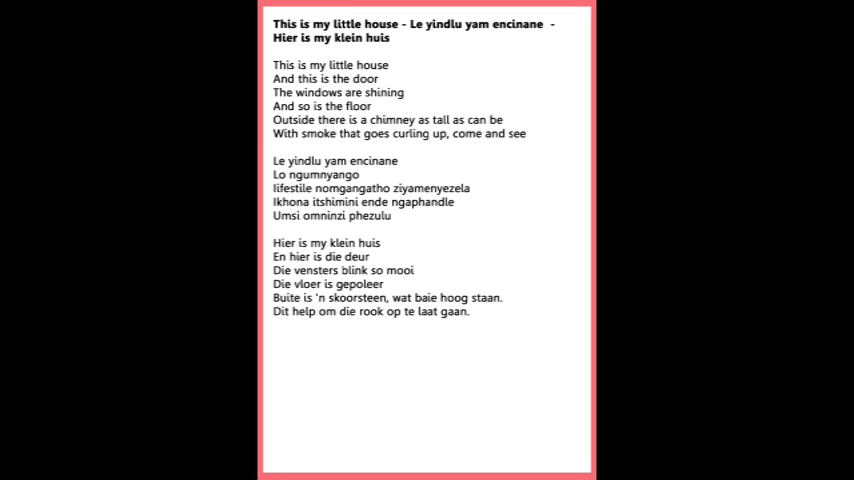 This is my little house - Le yindlu yam encinane -
Hier is my klein huis
This is my little house
And this is the door
The windows are shining
And so is the floor
Outside there is a chimney as tall as can be
With smoke that goes curling up, come and see
Le yindlu yam encinane
Lo ngumnyango
Iifestile nomgangatho ziyamenyezela
Ikhona itshimini ende ngaphandle
Umsi omninzi phezulu
Hier is my klein huis
En hier is die deur
Die vensters blink so mooi
Die vloer is gepoleer
Buite is 'n skoorsteen, wat baie hoog staan.
Dit help om die rook op te laat gaan.